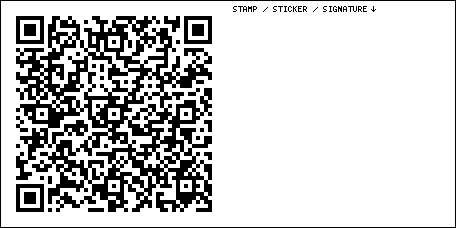 STAMP / STICKER / SIGNATURE ↓